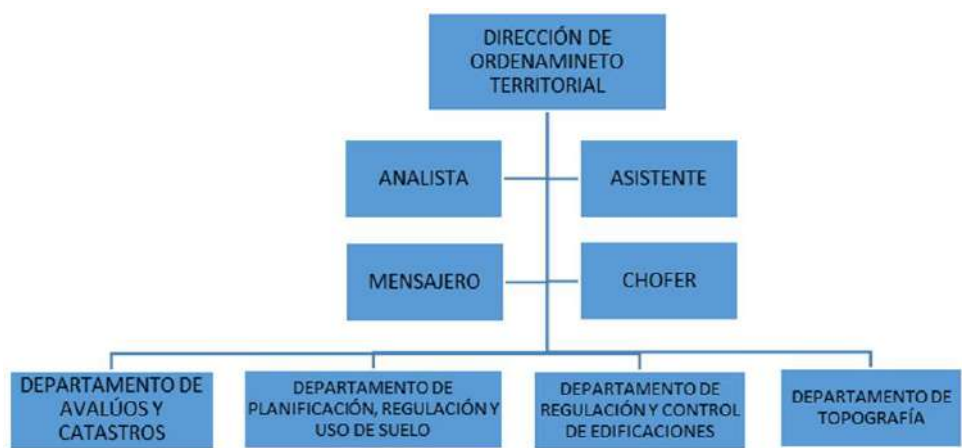 DIRECCIÓN DE
ORDENAMINETO
TERRITORIAL
ANALISTA
ASISTENTE
MENSAJERO
CHOFER
DEPARTAMENTO DE
AVALÚOS Y
CATASTROS
DEPARTAMENTO DE
PLANIFICACIÓN, REGULACIÓN Y
USO DE SUELO
DEPARTAMENTO DE
REGULACIÓN Y CONTROL
DE EDIFICACIONES
DEPARTAMENTO DE
TOPOGRAFÍA